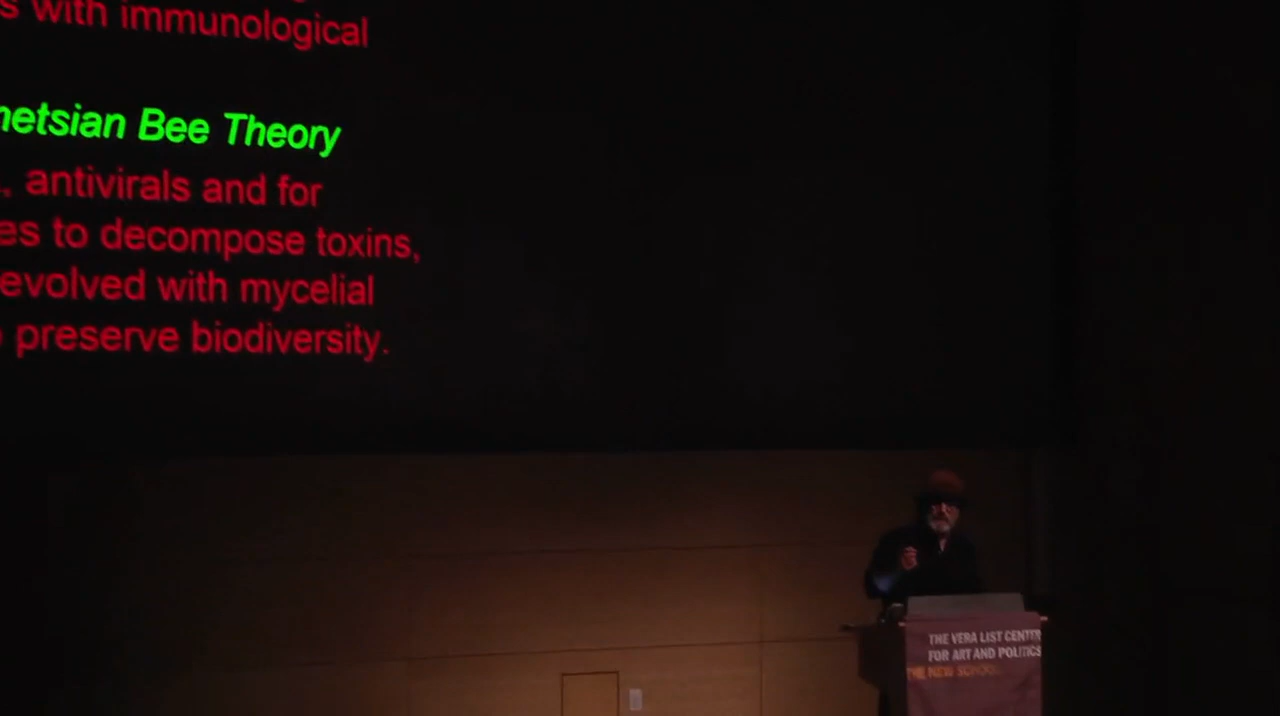 s with immunological
netsian Bee Theory
. antivirals and for
es to decompose toxins,
evolved with mycelial
preserve biodiversity.
THE VERA LIST CENTER
FOR ART AND POLITICS
THE NEW SCHOOL